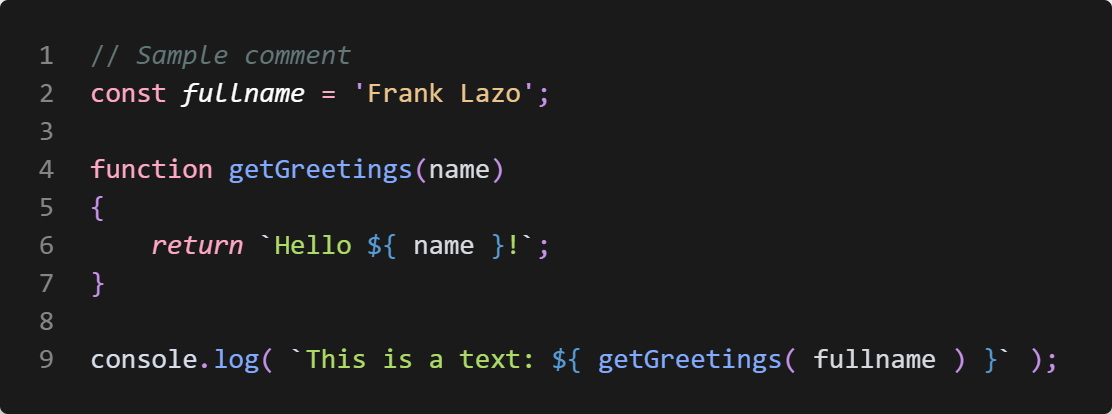 1 // Sample comment
2 const fullname = 'Frank Lazo';
3
4 function getGreetings(name)
5 {
6     return `Hello ${ name }!`;
7 }
8
9 console.log( `This is a text: ${ getGreetings( fullname ) }` );